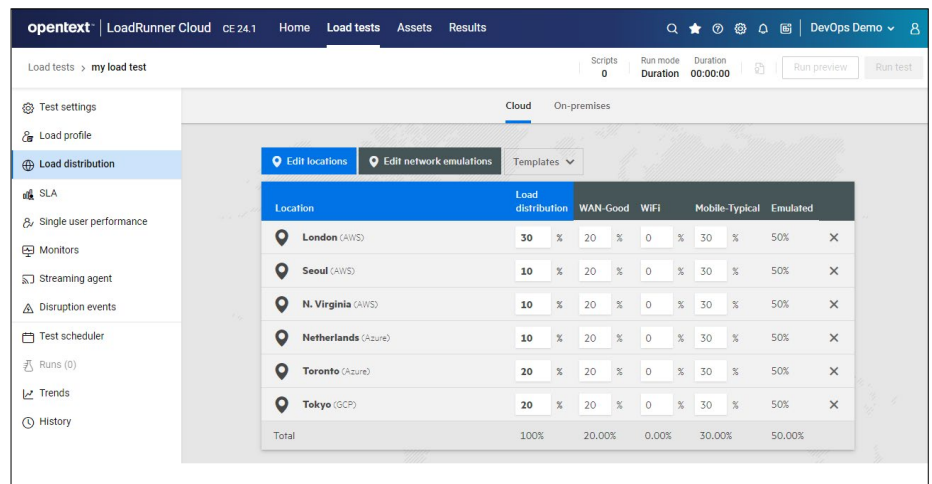 opentext™ | LoadRunner Cloud CE 24.1 Home Load tests Assets Results DevOps Demo
Load tests > my load test Scripts 0 Run mode Duration Duration 00:00:00 Run preview Run test
Test settings
Load profile
Load distribution
SLA
Single user performance
Monitors
Streaming agent
Disruption events
Test scheduler
Runs (0)
Trends
History
Cloud On-premises
Edit locations Edit network emulations Templates
Location Load distribution WAN-Good WiFi Mobile-Typical Emulated
London (AWS) 30 % 20 % 0 % 30 % 50%
Seoul (AWS) 10 % 20 % 0 % 30 % 50%
N. Virginia (AWS) 10 % 20 % 0 % 30 % 50%
Netherlands (Azure) 10 % 20 % 0 % 30 % 50%
Toronto (Azure) 20 % 20 % 0 % 30 % 50%
Tokyo (GCP) 20 % 20 % 0 % 30 % 50%
Total 100% 20.00% 0.00% 30.00% 50.00%